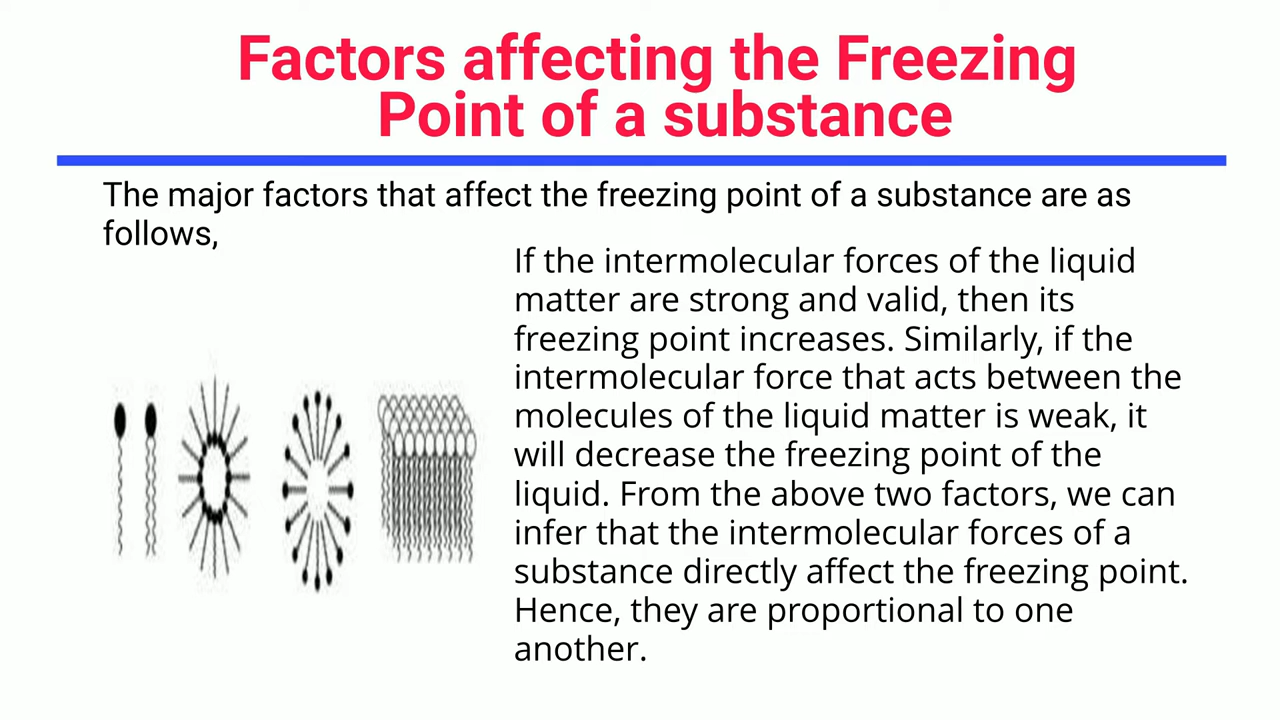 Factors affecting the Freezing
Point of a substance
The major factors that affect the freezing point of a substance are as
follows,
If the intermolecular forces of the liquid
matter are strong and valid, then its
freezing point increases. Similarly, if the
intermolecular force that acts between the
molecules of the liquid matter is weak, it
will decrease the freezing point of the
liquid. From the above two factors, we can
infer that the intermolecular forces of a
substance directly affect the freezing point.
Hence, they are proportional to one
another.